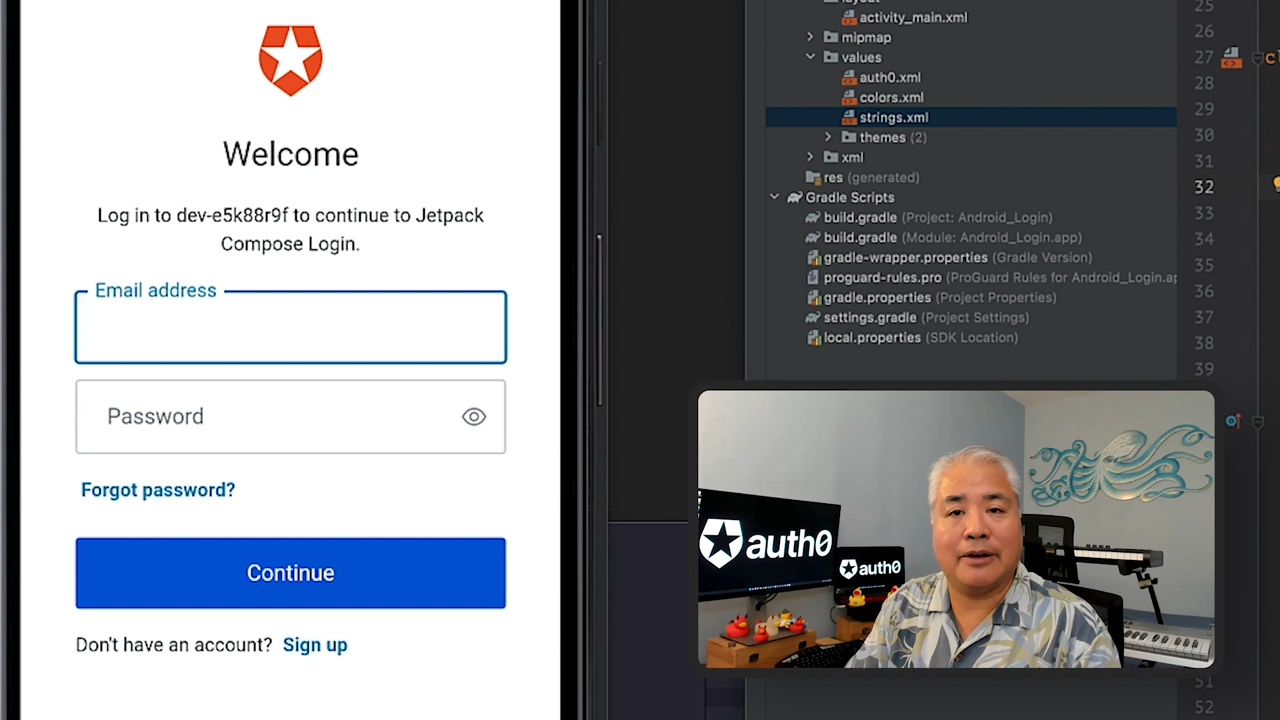 Welcome
Log in to dev-e5k88r9f to continue to Jetpack
Compose Login.
Email address
Password
Forgot password?
Continue
Don't have an account? Sign up
activity_main.xml
mipmap
values
auth0.xml
colors.xml
strings.xml
themes (2)
xml
res (generated)
Gradle Scripts
build.gradle (Project: Android_Login)
build.gradle (Module: Android_Login.app)
gradle-wrapper.properties (Gradle Version)
proguard-rules.pro (ProGuard Rules for Android_Login.ap
gradle.properties (Project Properties)
settings.gradle (Project Settings)
local.properties (SDK Location)
25
26
27
28
29
30
31
32
33
34
35
36
37
38
39
51
52
auth0
auth0